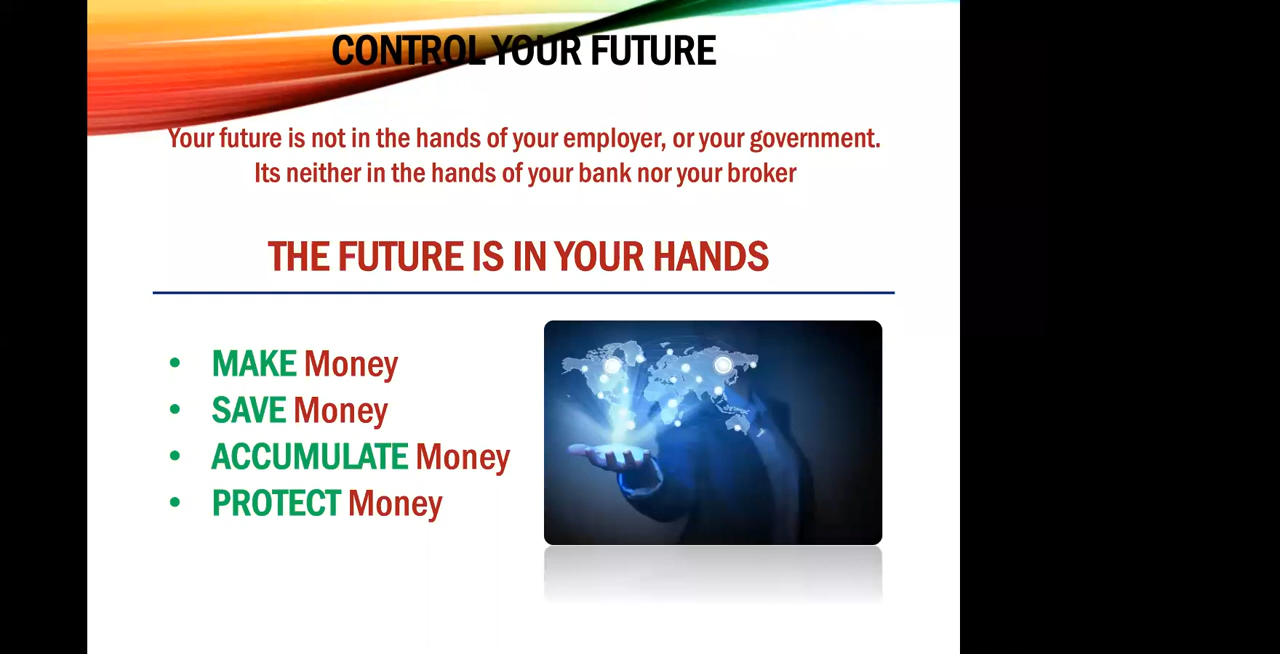 CONTROL YOUR FUTURE
Your future is not in the hands of your employer, or your government.
Its neither in the hands of your bank nor your broker
THE FUTURE IS IN YOUR HANDS
• MAKE Money
• SAVE Money
• ACCUMULATE Money
• PROTECT Money